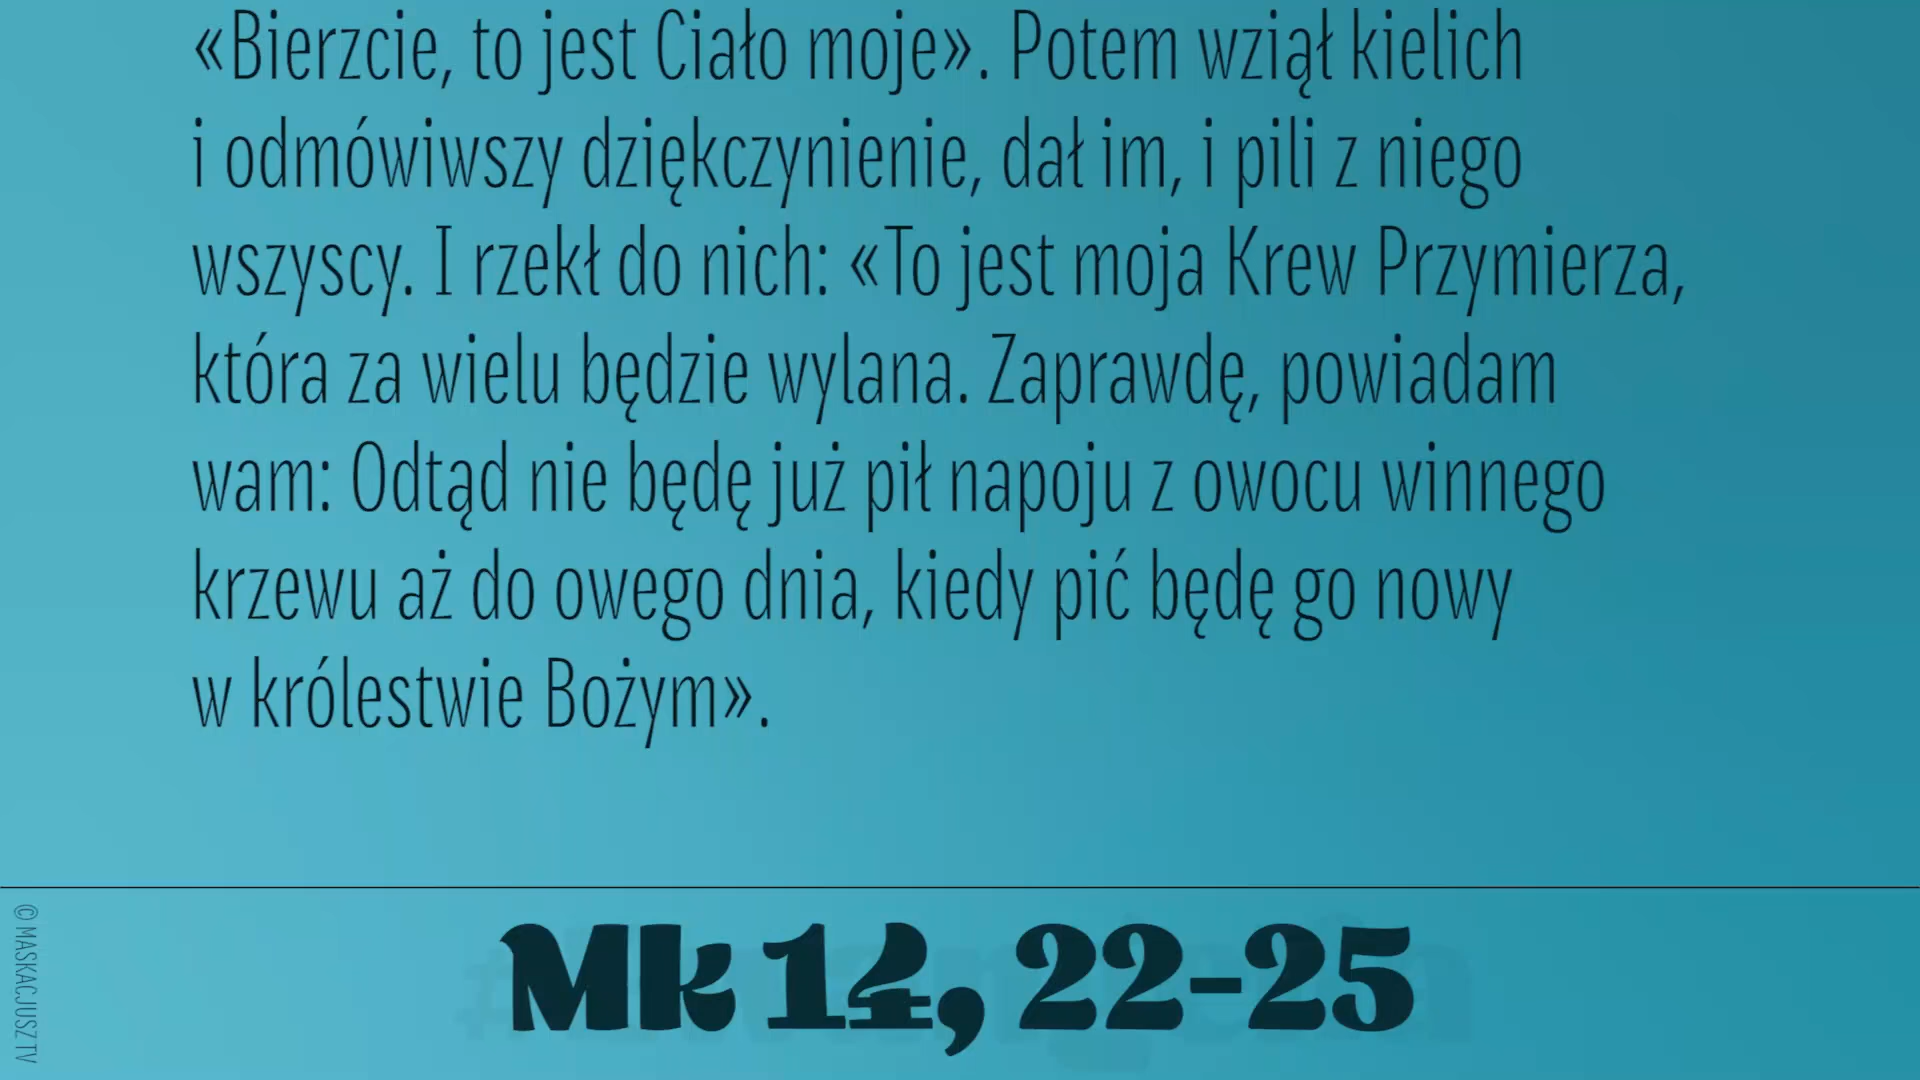 «Bierzcie, to jest Ciało moje». Potem wziął kielich
i odmówiwszy dziękczynienie, dał im, i pili z niego
wszyscy. I rzekł do nich: «To jest moja Krew Przymierza,
która za wielu będzie wylana. Zaprawdę, powiadam
wam: Odtąd nie będę już pił napoju z owocu winnego
krzewu aż do owego dnia, kiedy pić będę go nowy
w królestwie Bożym».
Mk 14, 22-25
© MASKACJUSZ TV